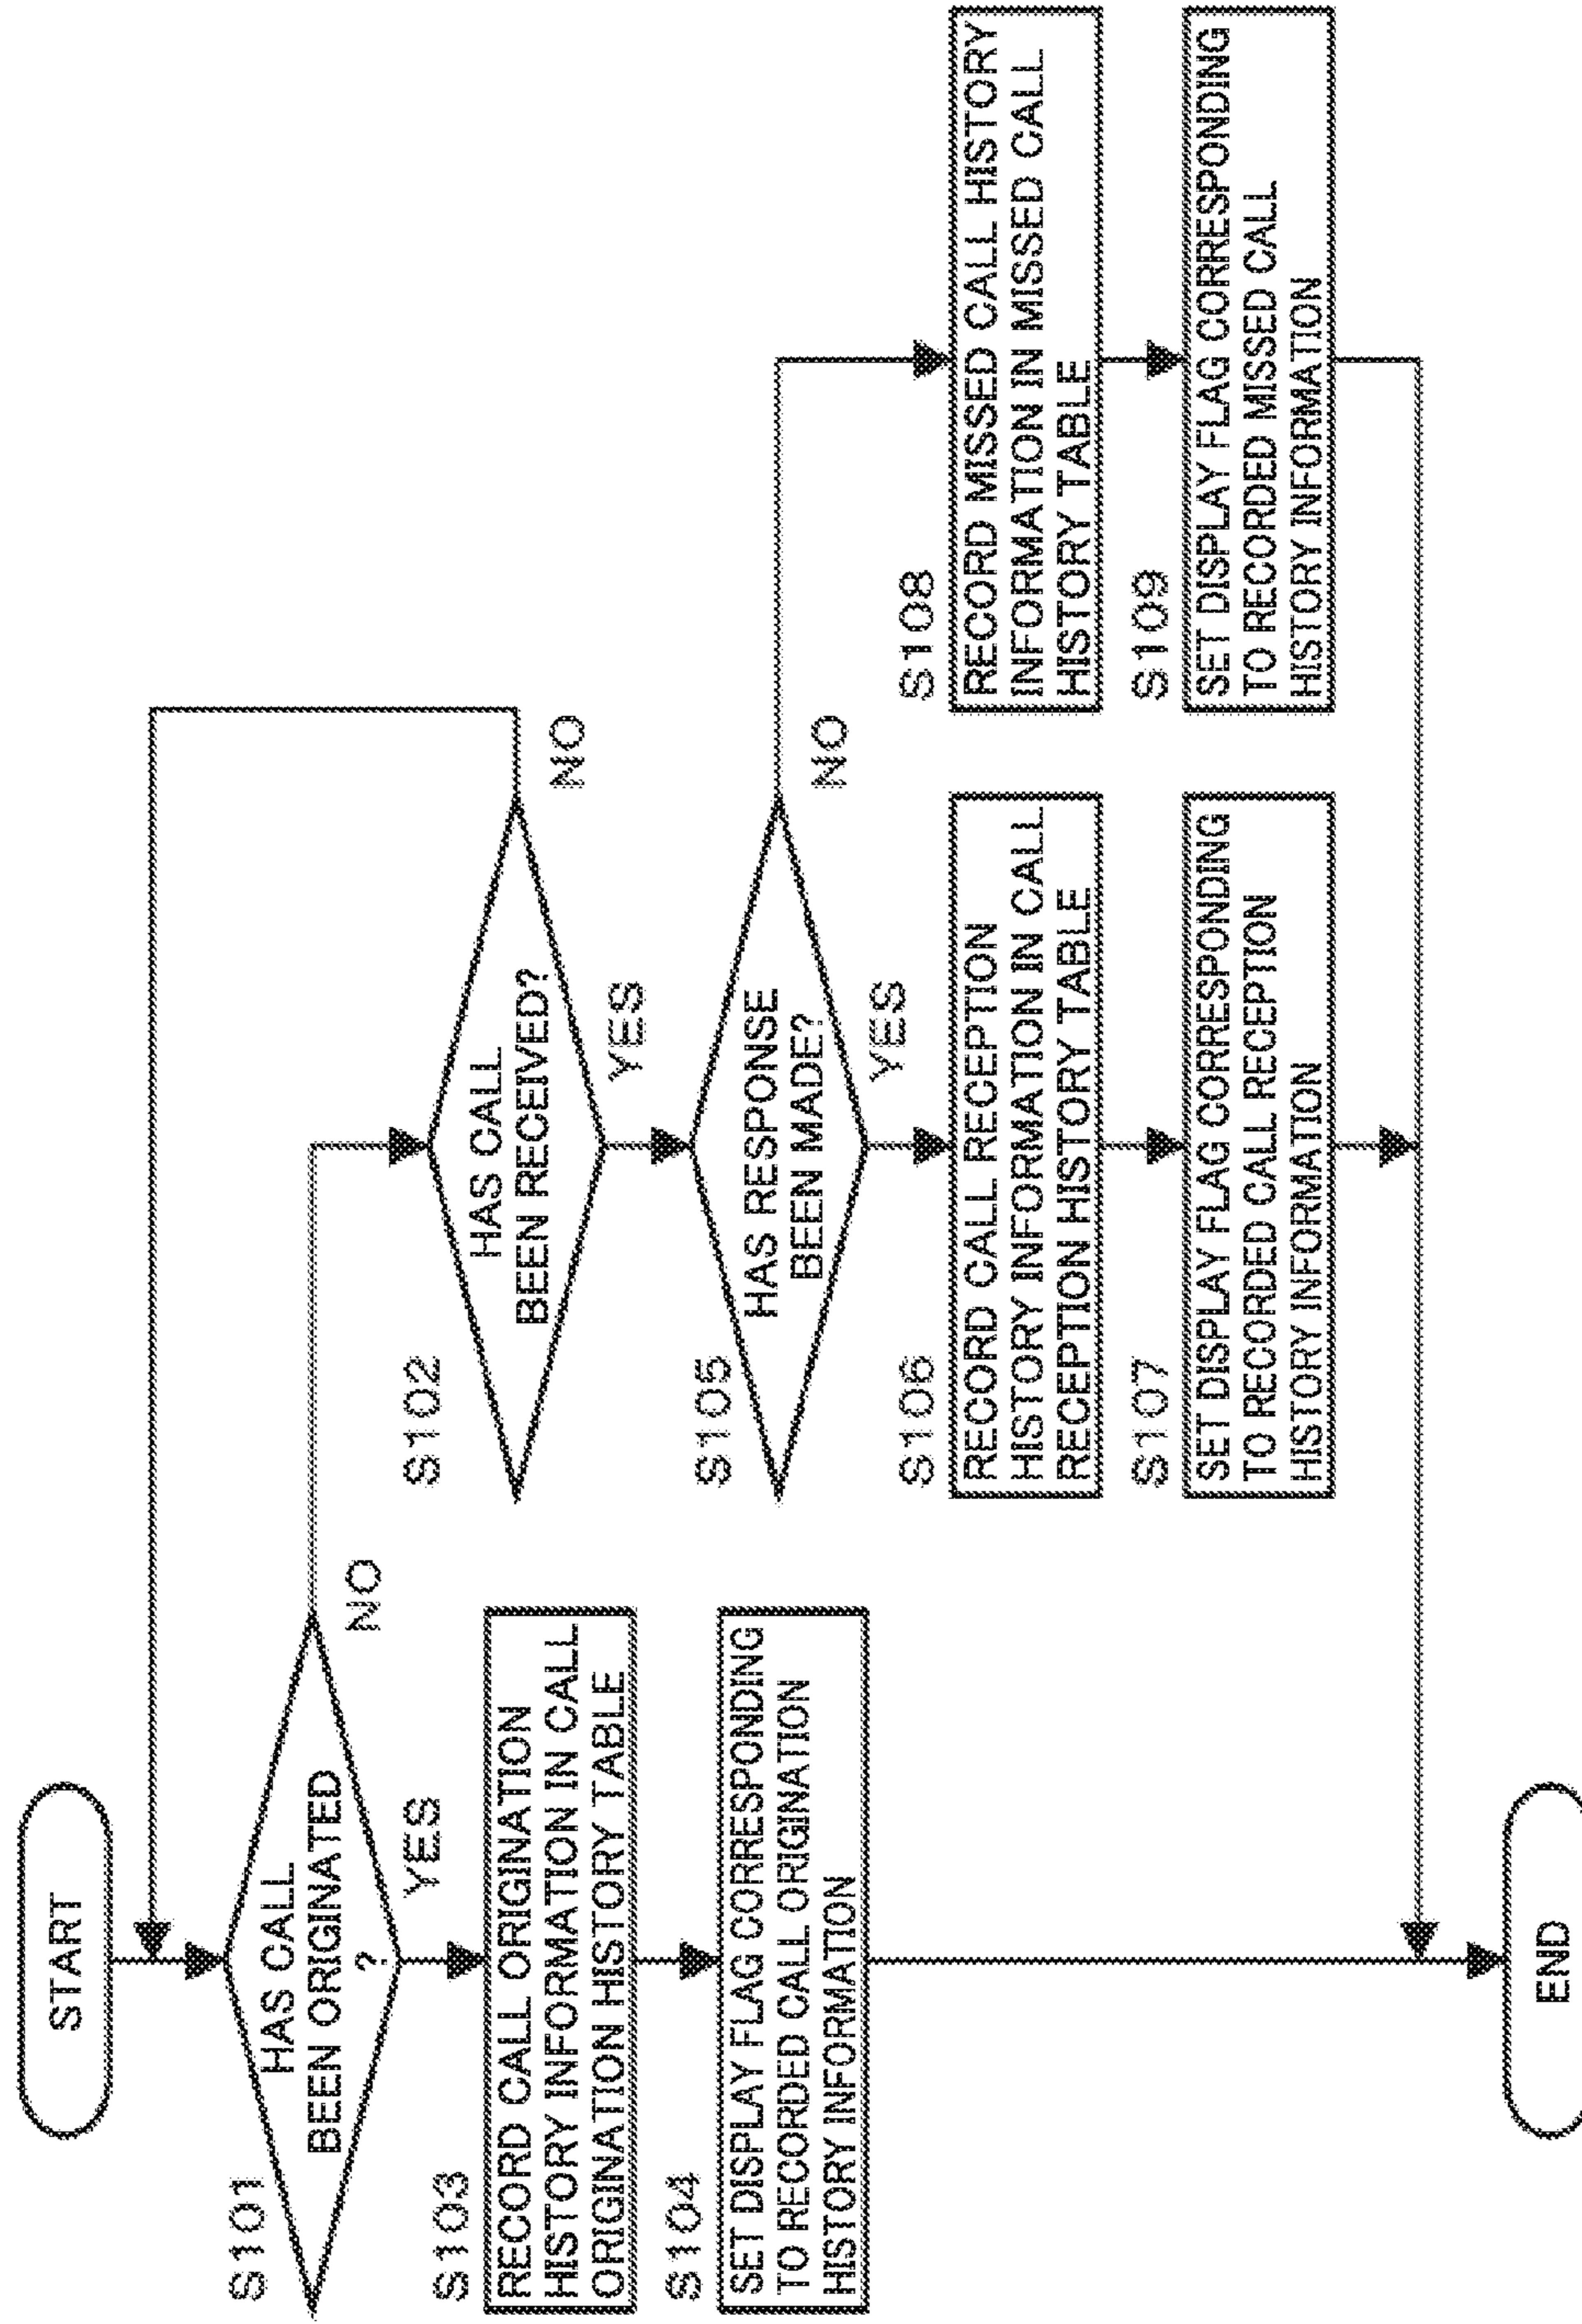 START
S101
HAS CALL
BEEN ORIGINATED
?
NO
YES
S103
RECORD CALL ORIGINATION
HISTORY INFORMATION IN CALL
ORIGINATION HISTORY TABLE
S104
SET DISPLAY FLAG CORRESPONDING
TO RECORDED CALL ORIGINATION
HISTORY INFORMATION
S102
HAS CALL
BEEN RECEIVED?
NO
YES
S105
HAS RESPONSE
BEEN MADE?
NO
YES
S106
RECORD CALL RECEPTION
HISTORY INFORMATION IN CALL
RECEPTION HISTORY TABLE
S107
SET DISPLAY FLAG CORRESPONDING
TO RECORDED CALL RECEPTION
HISTORY INFORMATION
S108
RECORD MISSED CALL HISTORY
INFORMATION IN MISSED CALL
HISTORY TABLE
S109
SET DISPLAY FLAG CORRESPONDING
TO RECORDED MISSED CALL
HISTORY INFORMATION
END